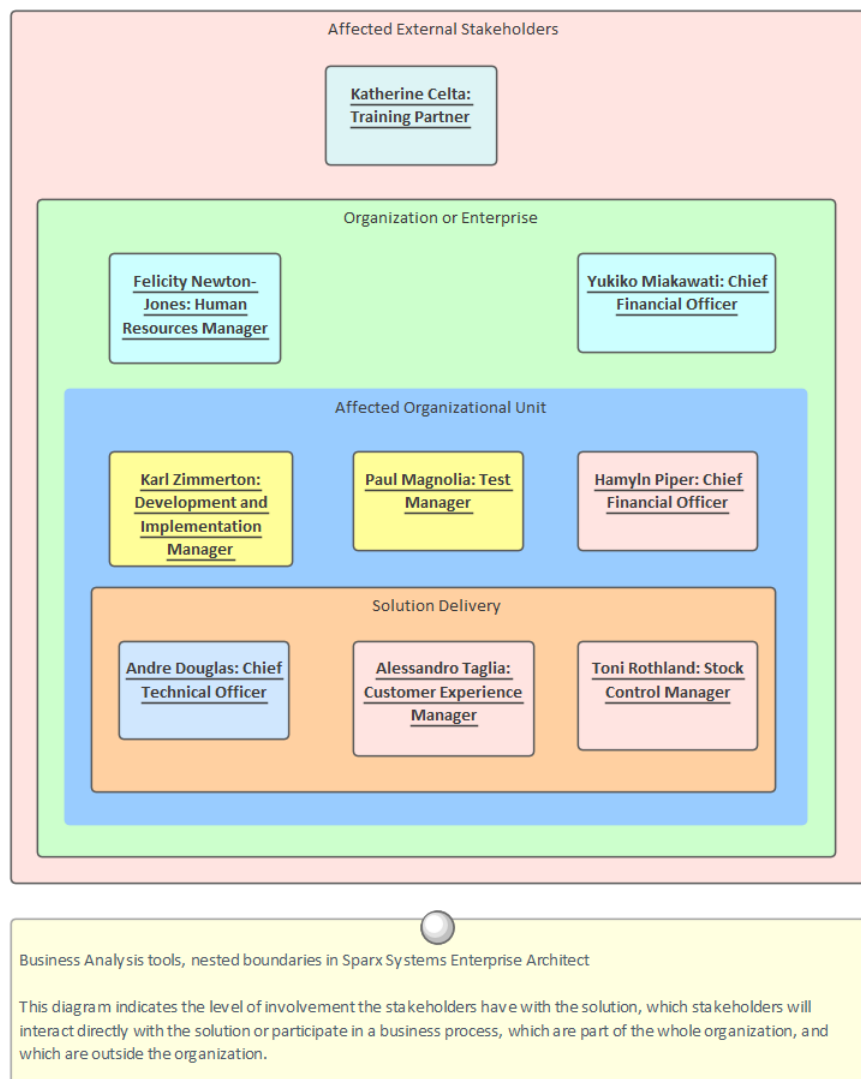 Affected External Stakeholders
Katherine Celta:
Training Partner
Organization or Enterprise
Felicity Newton-
Jones: Human
Resources Manager
Yukiko Miakawati: Chief
Financial Officer
Affected Organizational Unit
Karl Zimmerton:
Development and
Implementation
Manager
Paul Magnolia: Test
Manager
Hamyln Piper: Chief
Financial Officer
Solution Delivery
Andre Douglas: Chief
Technical Officer
Alessandro Taglia:
Customer Experience
Manager
Toni Rothland: Stock
Control Manager
Business Analysis tools, nested boundaries in Sparx Systems Enterprise Architect
This diagram indicates the level of involvement the stakeholders have with the solution, which stakeholders will
interact directly with the solution or participate in a business process, which are part of the whole organization, and
which are outside the organization.